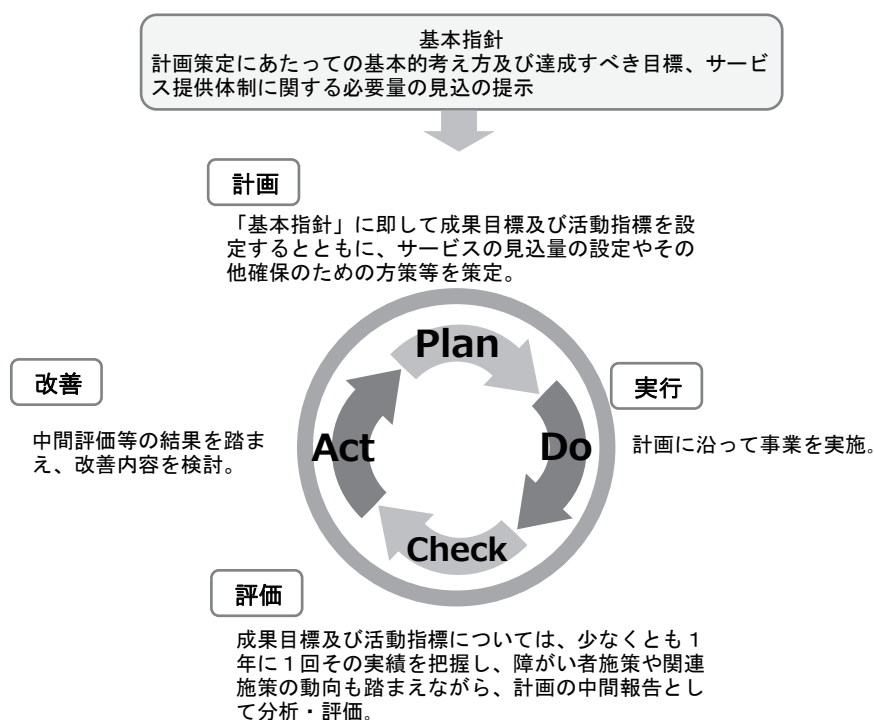 基本指針
計画策定にあたっての基本的考え方及び達成すべき目標、サービ
ス提供体制に関する必要量の見込の提示
計画
「基本指針」に即して成果目標及び活動指標を設
定するとともに、サービスの見込量の設定やその
他確保のための方策等を策定。
Plan
改善
実行
中間評価等の結果を踏ま
え、改善内容を検討。
Act
Do
計画に沿って事業を実施。
Check
評価
成果目標及び活動指標については、少なくとも１
年に１回その実績を把握し、障がい者施策や関連
施策の動向も踏まえながら、計画の中間報告とし
て分析・評価。